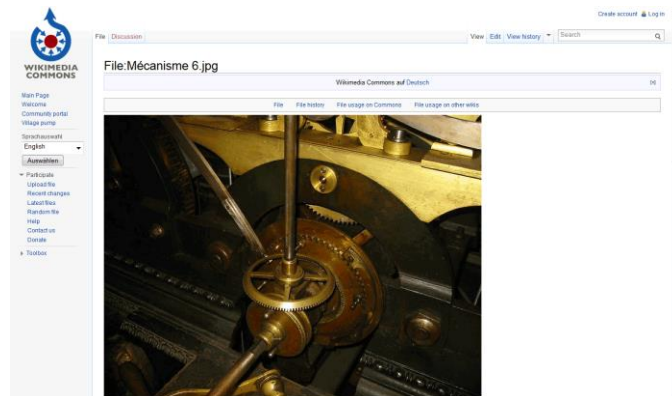 Create account Log in
WIKIMEDIA
COMMONS
File Discussion
View Edit View history
Search
File:Mécanisme 6.jpg
Wikimedia Commons auf Deutsch
[x]
File File history File usage on Commons File usage on other wikis
Main Page
Welcome
Community portal
Village pump
Sprachauswahl
English
Auswählen
Participate
Upload file
Recent changes
Latest files
Random file
Help
Contact us
Donate
Toolbox